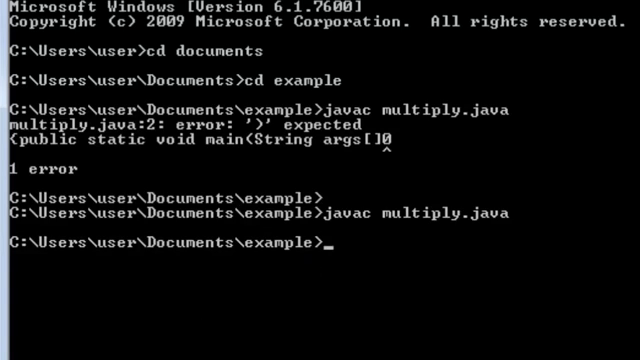 Microsoft Windows [Version 6.1.7600]
Copyright (c) 2009 Microsoft Corporation. All rights reserved.
C:\Users\user>cd documents
C:\Users\user\Documents>cd example
C:\Users\user\Documents\example>javac multiply.java
multiply.java:2: error: ')' expected
{public static void main(String args[]0
^
1 error
C:\Users\user\Documents\example>
C:\Users\user\Documents\example>javac multiply.java
C:\Users\user\Documents\example>_